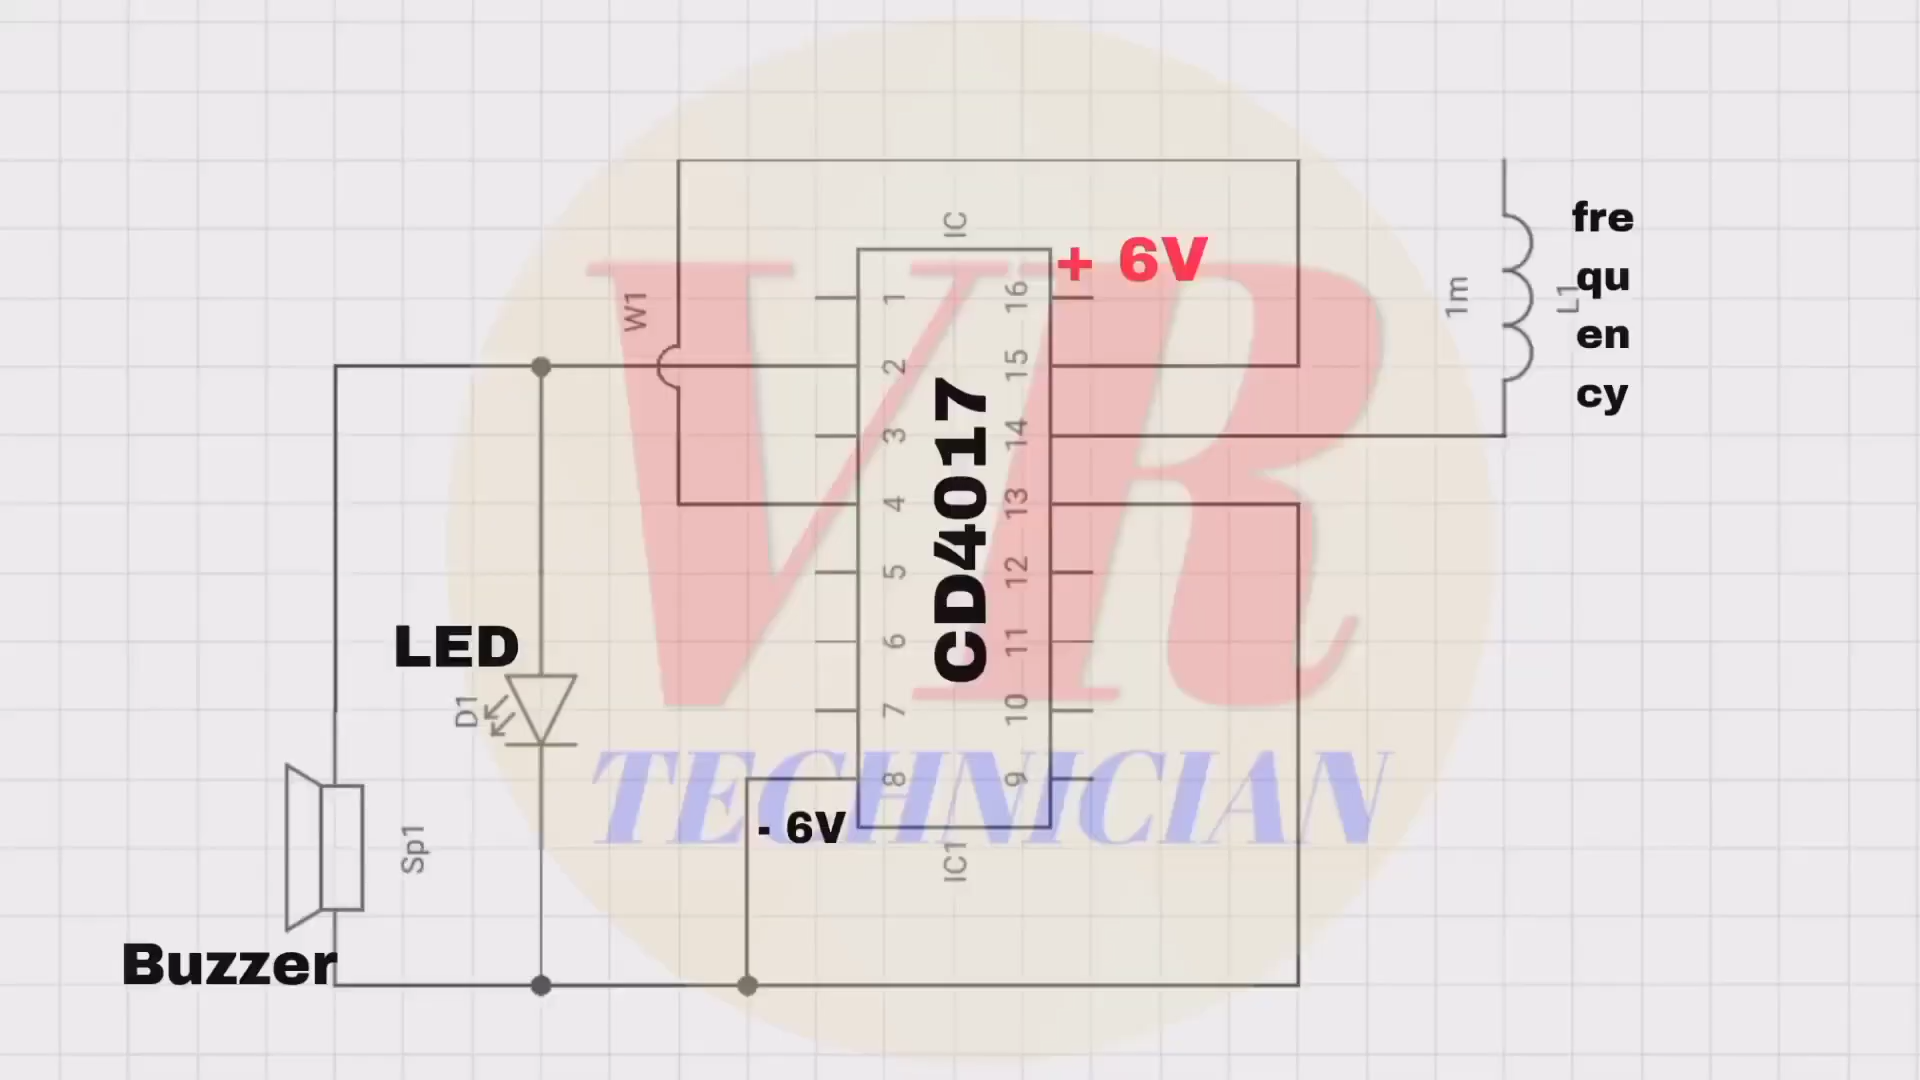 IC
+ 6V
fre
qu
en
cy
W1
1m
L1
1
16
2
15
3
14
4
13
5
12
6
11
7
10
8
9
CD4017
VR
TECHNICIAN
LED
D1
- 6V
IC1
Sp1
Buzzer